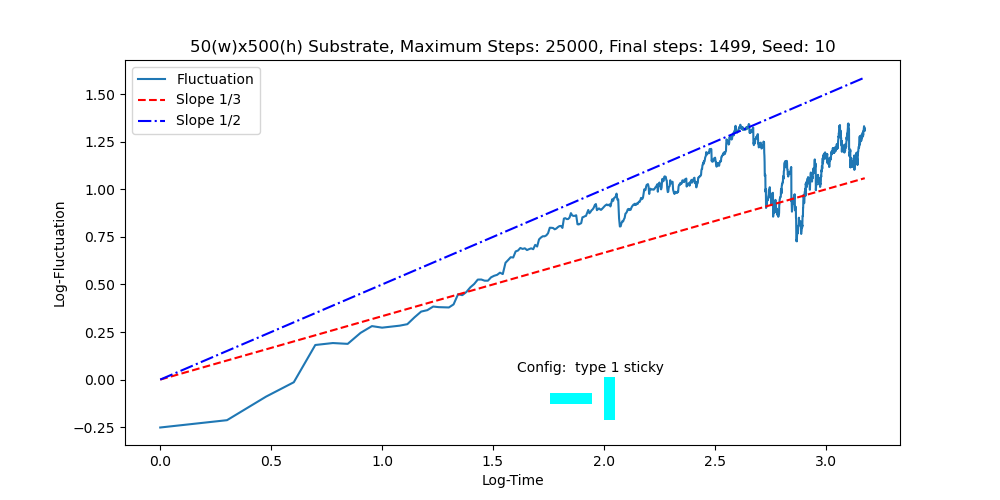 50(w)x500(h) Substrate, Maximum Steps: 25000, Final steps: 1499, Seed: 10
Fluctuation
Slope 1/3
Slope 1/2
1.50
1.25
1.00
0.75
0.50
0.25
0.00
−0.25
Log-Fluctuation
Config:  type 1 sticky
0.0 0.5 1.0 1.5 2.0 2.5 3.0
Log-Time